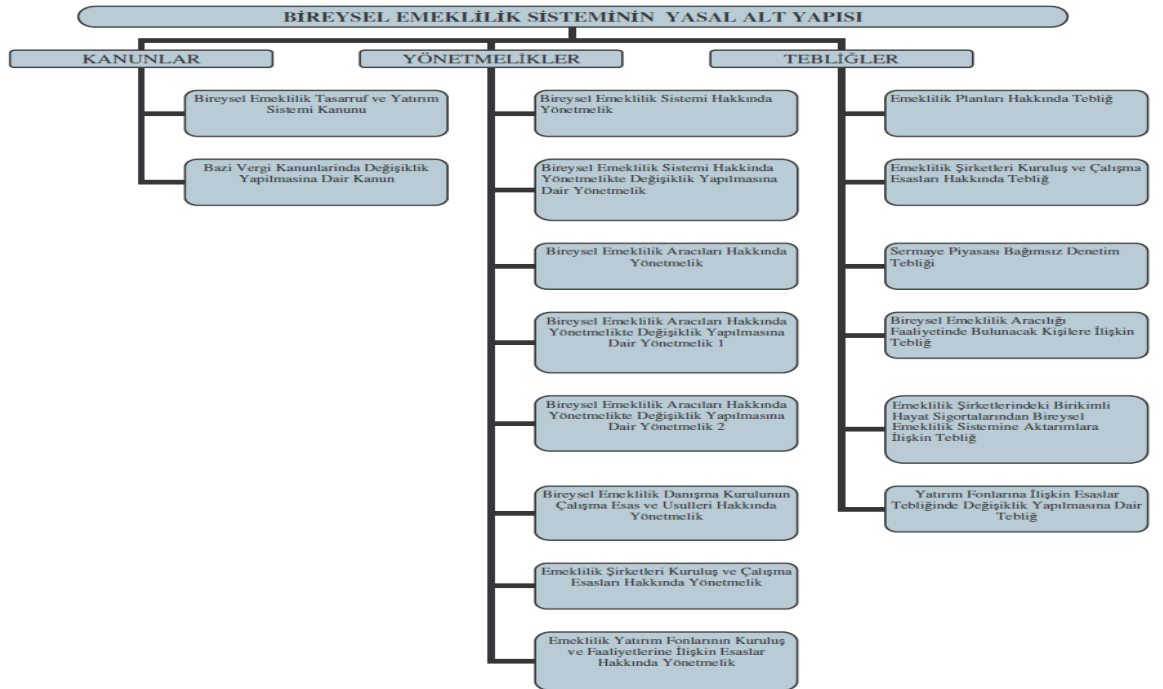 BİREYSEL EMEKLİLİK SİSTEMİNİN YASAL ALT YAPISI
KANUNLAR
Bireysel Emeklilik Tasarruf ve Yatırım
Sistemi Kanunu
Bazi Vergi Kanunlarinda Değişiklik
Yapilmasina Dair Kanun
YÖNETMELİKLER
Bireysel Emeklilik Sistemi Hakkında
Yönetmelik
Bireysel Emeklilik Sistemi Hakkinda
Yönetmelikte Değişiklik Yapılmasına
Dair Yönetmelik
Bireysel Emeklilik Aracıları Hakkında
Yönetmelik
Bireysel Emeklilik Aracıları Hakkında
Yönetmelikte Değişiklik Yapılmasına
Dair Yönetmelik 1
Bireysel Emeklilik Aracıları Hakkında
Yönetmelikte Değişiklik Yapılmasına
Dair Yönetmelik 2
Bireysel Emeklilik Danışma Kurulunun
Çalışma Esas ve Usulleri Hakkında
Yönetmelik
Emeklilik Şirketleri Kuruluş ve Çalışma
Esasları Hakkında Yönetmelik
Emeklilik Yatırım Fonlarının Kuruluş
ve Faaliyetlerine İlişkin Esaslar
Hakkında Yönetmelik
TEBLİĞLER
Emeklilik Planları Hakkında Tebliğ
Emeklilik Şirketleri Kuruluş ve Çalışma
Esasları Hakkında Tebliğ
Sermaye Piyasası Bağımsız Denetim
Tebliği
Bireysel Emeklilik Aracılığı
Faaliyetinde Bulunacak Kişilere İlişkin
Tebliğ
Emeklilik Şirketlerindeki Birikimli
Hayat Sigortalarından Bireysel
Emeklilik Sistemine Aktarımlara
İlişkin Tebliğ
Yatırım Fonlarına İlişkin Esaslar
Tebliğinde Değişiklik Yapılmasına Dair
Tebliğ